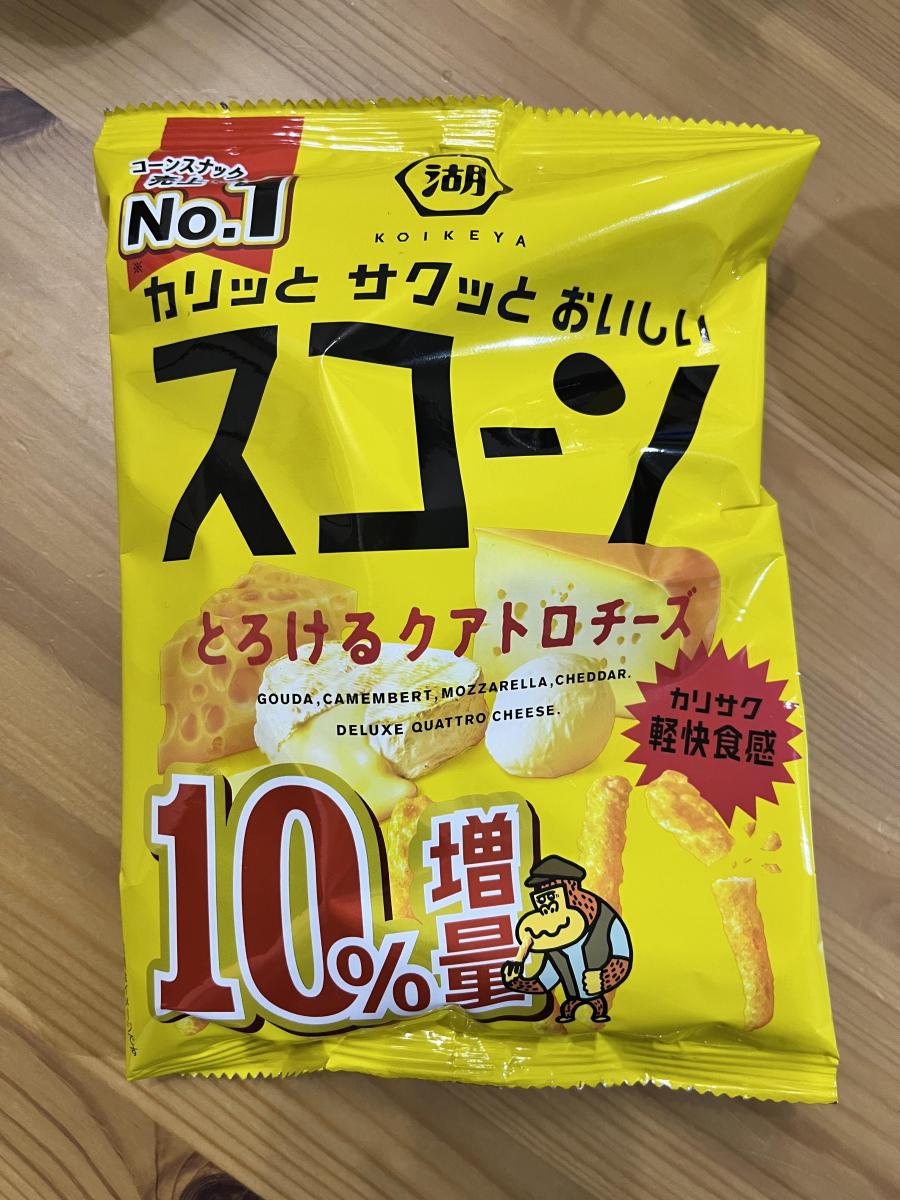 コーンスナック
売上
No.1
※
湖
KOIKEYA
カリッと サクッと おいしい
スコーン
とろけるクアトロチーズ
GOUDA,CAMEMBERT,MOZZARELLA,CHEDDAR.
DELUXE QUATTRO CHEESE.
カリサク
軽快食感
10%
増量